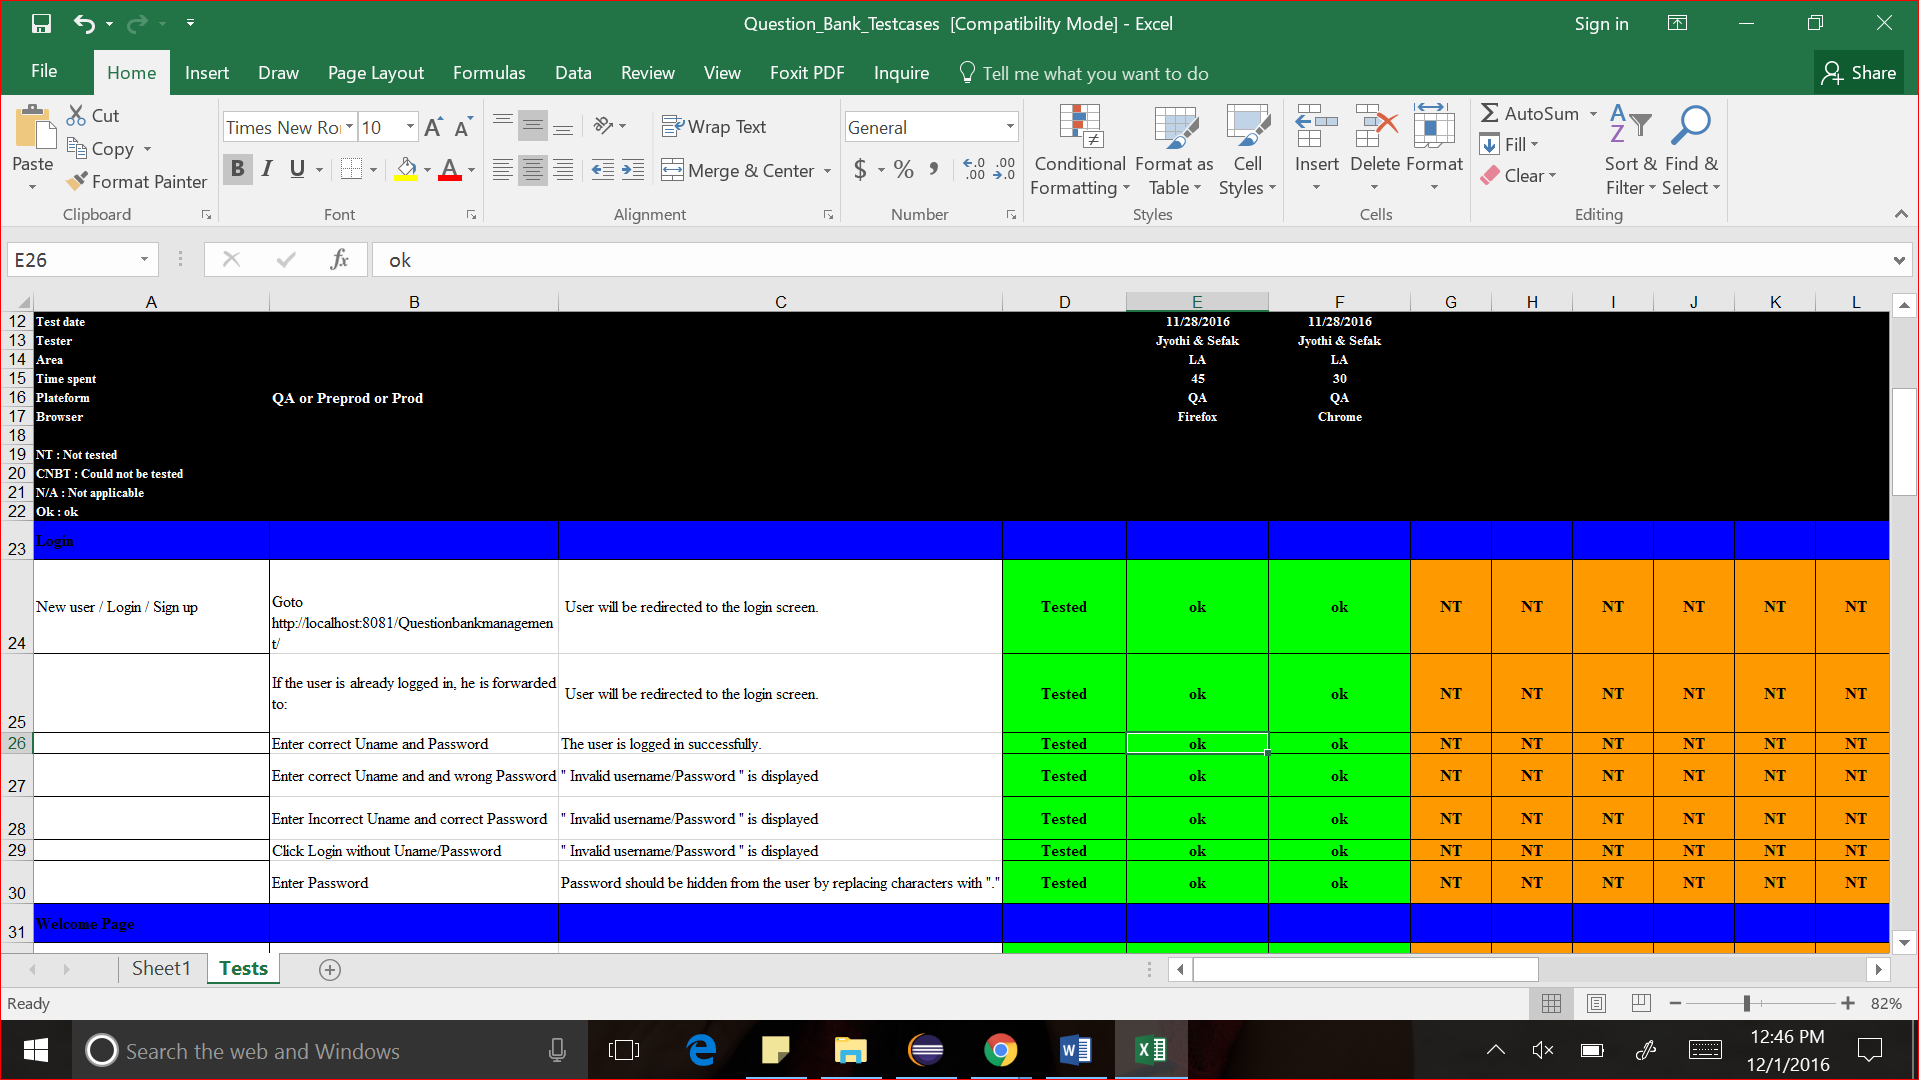 Question_Bank_Testcases [Compatibility Mode] - Excel
Sign in
File Home Insert Draw Page Layout Formulas Data Review View Foxit PDF Inquire Tell me what you want to do Share
Paste
Cut
Copy
Format Painter
Clipboard
Times New Ro
10
A A
B I U
A
Font
Wrap Text
Merge & Center
Alignment
General
$ % , .0 .00 .00 .0
Number
Conditional Formatting
Format as Table
Cell Styles
Styles
Insert Delete Format
Cells
AutoSum
Fill
Clear
Sort & Filter
Find & Select
Editing
E26 fx ok
A B C D E F G H I J K L
12 Test date 11/28/2016 11/28/2016
13 Tester Jyothi & Sefak Jyothi & Sefak
14 Area LA LA
15 Time spent 45 30
16 Plateform QA or Preprod or Prod QA QA
17 Browser Firefox Chrome
18
19 NT : Not tested
20 CNBT : Could not be tested
21 N/A : Not applicable
22 Ok : ok
23 Login
24 New user / Login / Sign up Goto http://localhost:8081/Questionbankmanagement/ User will be redirected to the login screen. Tested ok ok NT NT NT NT NT NT
25 If the user is already logged in, he is forwarded to: User will be redirected to the login screen. Tested ok ok NT NT NT NT NT NT
26 Enter correct Uname and Password The user is logged in successfully. Tested ok ok NT NT NT NT NT NT
27 Enter correct Uname and and wrong Password " Invalid username/Password " is displayed Tested ok ok NT NT NT NT NT NT
28 Enter Incorrect Uname and correct Password " Invalid username/Password " is displayed Tested ok ok NT NT NT NT NT NT
29 Click Login without Uname/Password " Invalid username/Password " is displayed Tested ok ok NT NT NT NT NT NT
30 Enter Password Password should be hidden from the user by replacing characters with "." Tested ok ok NT NT NT NT NT NT
31 Welcome Page
Sheet1 Tests
Ready 82%
Search the web and Windows
12:46 PM
12/1/2016